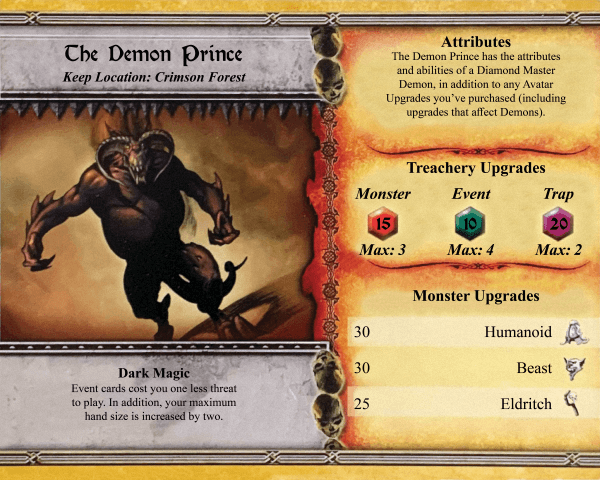 The Demon Prince
Keep Location: Crimson Forest
Dark Magic
Event cards cost you one less threat
to play. In addition, your maximum
hand size is increased by two.
Attributes
The Demon Prince has the attributes
and abilities of a Diamond Master
Demon, in addition to any Avatar
Upgrades you’ve purchased (including
upgrades that affect Demons).
Treachery Upgrades
Monster Event Trap
15 10 20
Max: 3 Max: 4 Max: 2
Monster Upgrades
30 Humanoid
30 Beast
25 Eldritch